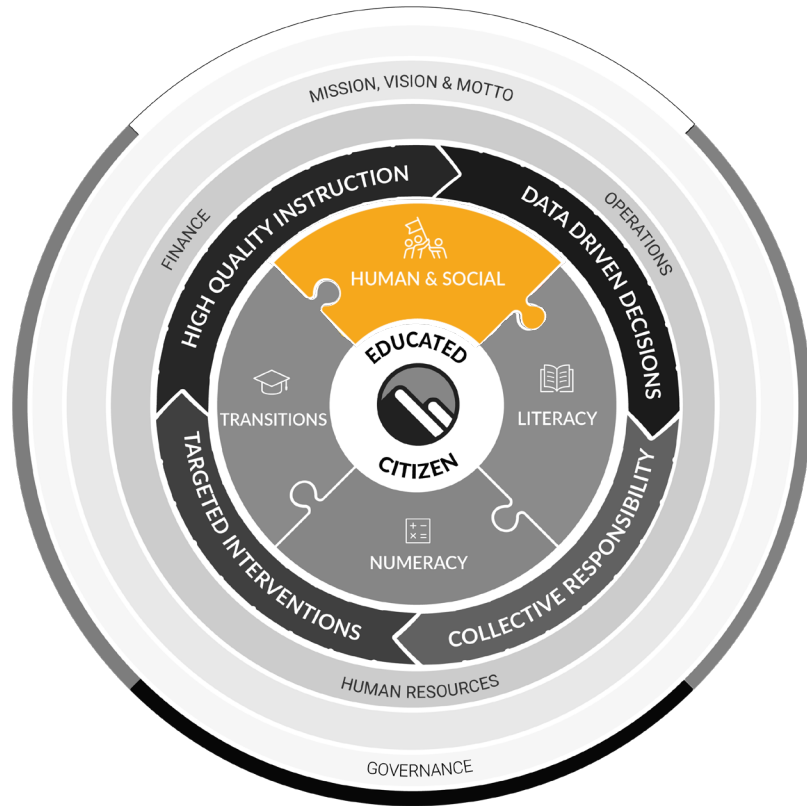 MISSION, VISION & MOTTO
FINANCE
OPERATIONS
HIGH QUALITY INSTRUCTION
DATA DRIVEN DECISIONS
HUMAN & SOCIAL
EDUCATED
CITIZEN
TRANSITIONS
LITERACY
NUMERACY
TARGETED INTERVENTIONS
COLLECTIVE RESPONSIBILITY
HUMAN RESOURCES
GOVERNANCE